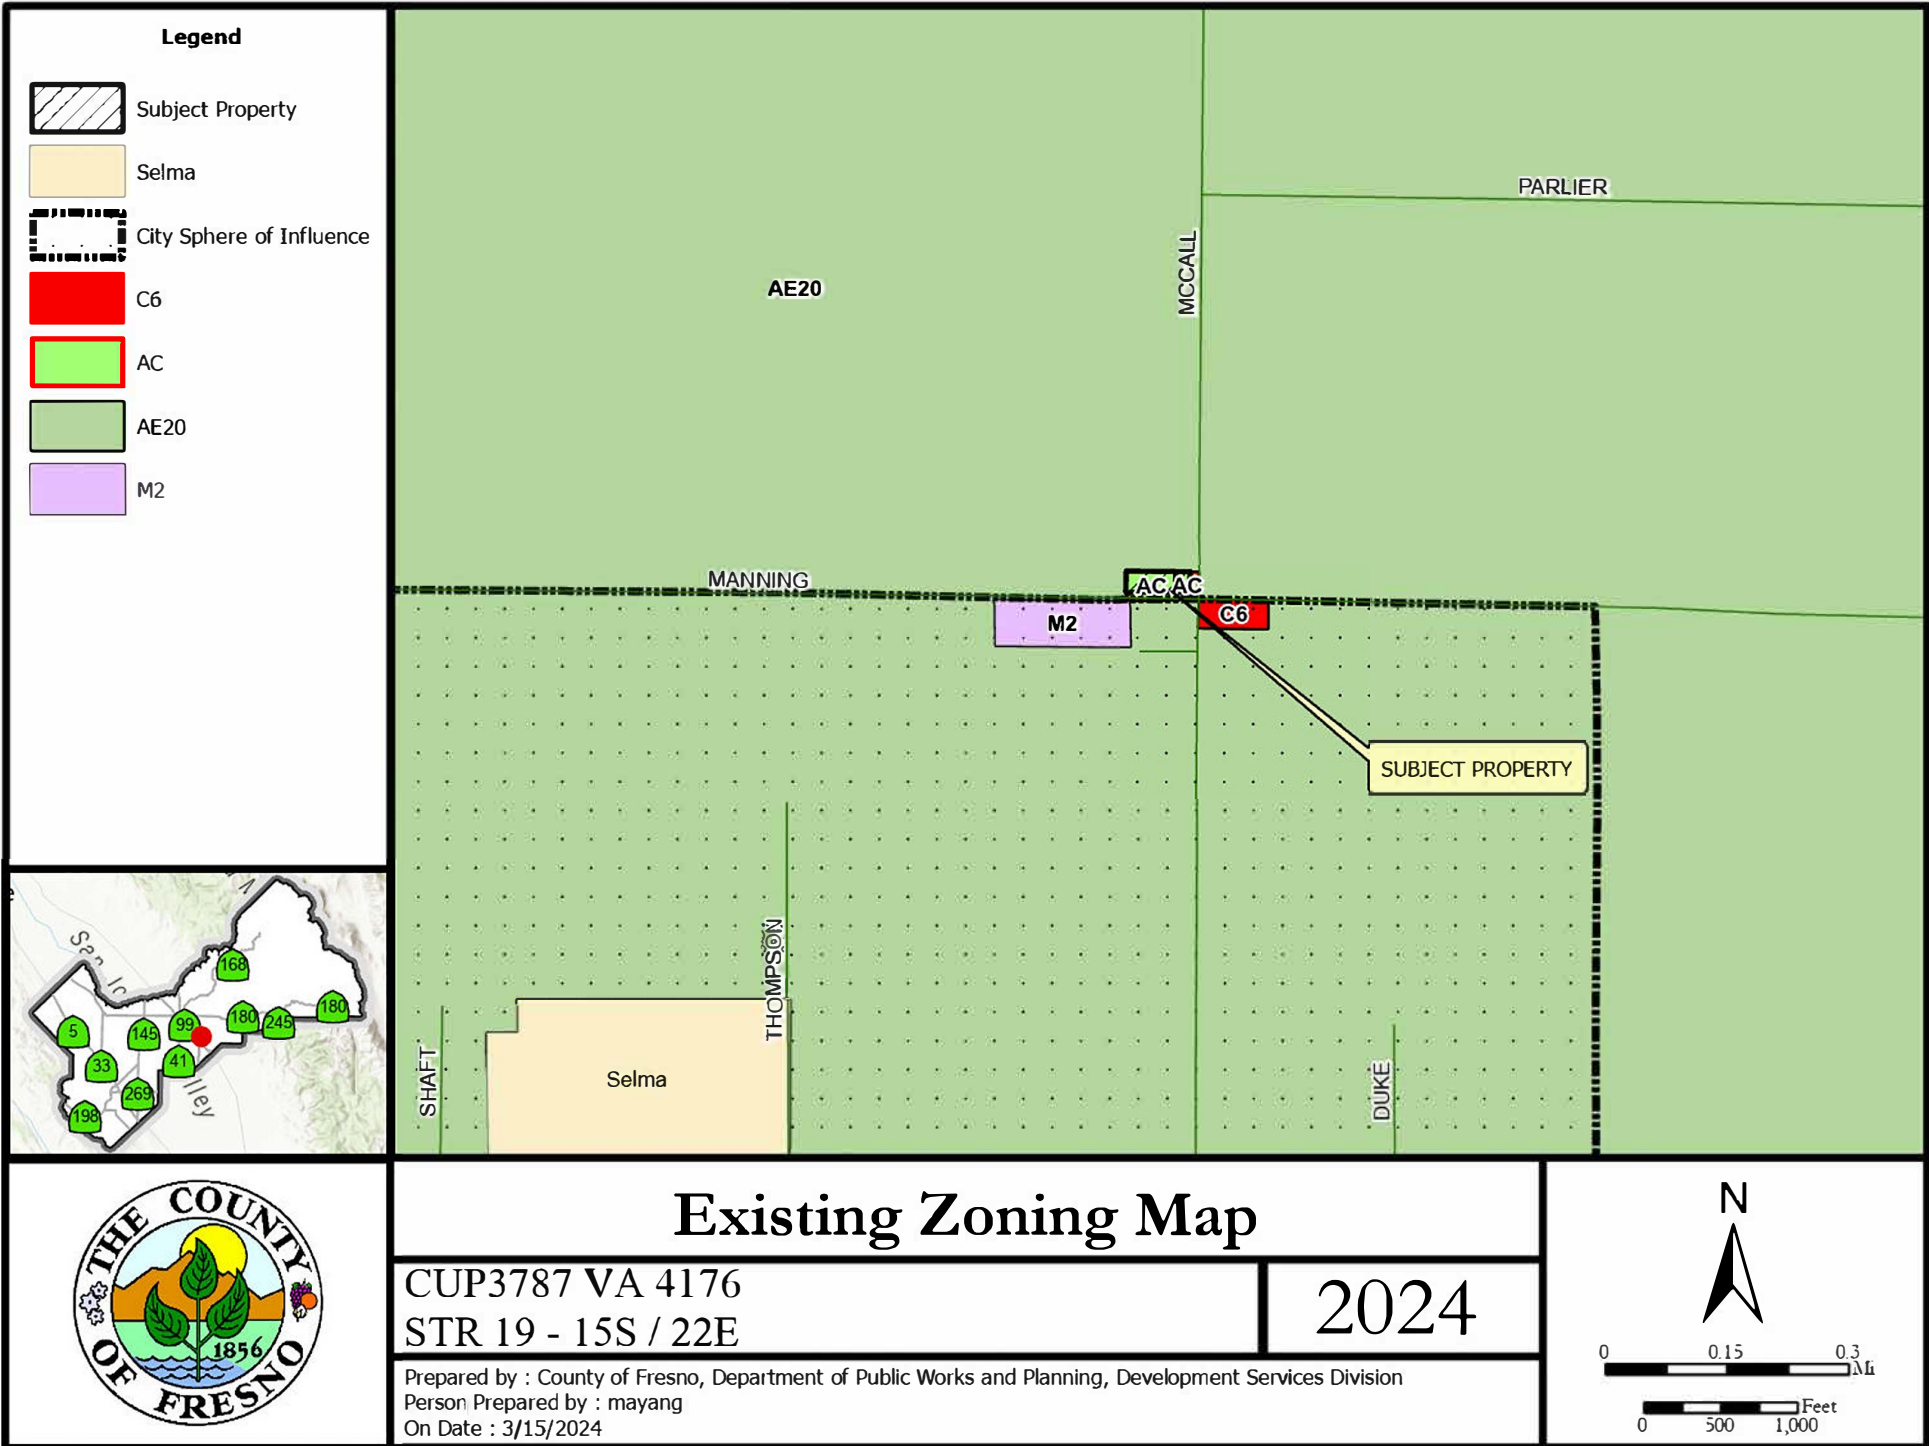 Legend
Subject Property
Selma
City Sphere of Influence
C6
AC
AE20
M2
PARLIER
MCCALL
AE20
MANNING
AC AC
M2
C6
SUBJECT PROPERTY
THOMPSON
SHAFT
Selma
DUKE
San Jo
lley
168
180
180
245
99
145
5
33
41
269
198
THE COUNTY
OF FRESNO
1856
Existing Zoning Map
CUP3787 VA 4176
STR 19 - 15S / 22E
2024
Prepared by : County of Fresno, Department of Public Works and Planning, Development Services Division
Person Prepared by : mayang
On Date : 3/15/2024
N
0 0.15 0.3
Mi
Feet
0 500 1,000